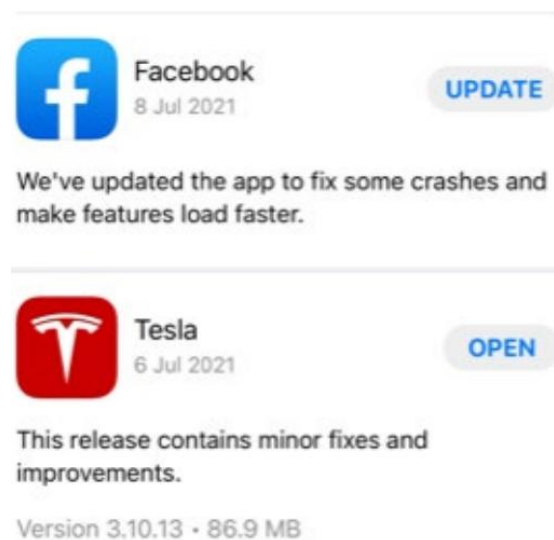 Facebook
8 Jul 2021
UPDATE
We've updated the app to fix some crashes and
make features load faster.
Tesla
6 Jul 2021
OPEN
This release contains minor fixes and
improvements.
Version 3.10.13 • 86.9 MB